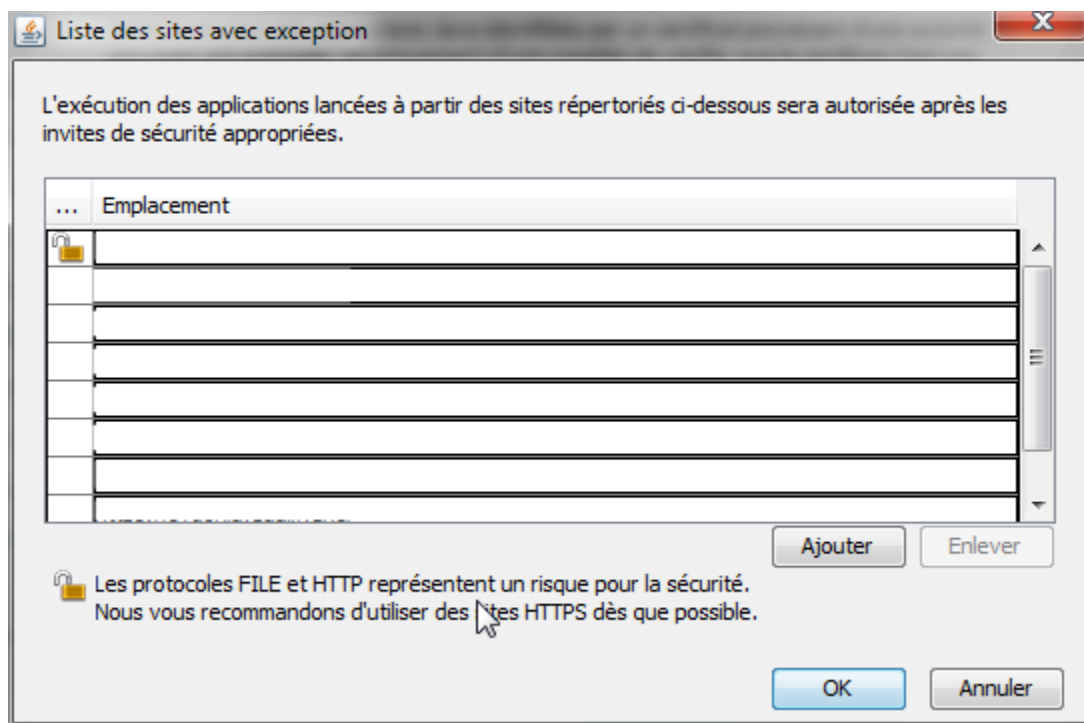 Liste des sites avec exception
L'exécution des applications lancées à partir des sites répertoriés ci-dessous sera autorisée après les
invites de sécurité appropriées.
... Emplacement
Ajouter Enlever
Les protocoles FILE et HTTP représentent un risque pour la sécurité.
Nous vous recommandons d'utiliser des sites HTTPS dès que possible.
OK Annuler